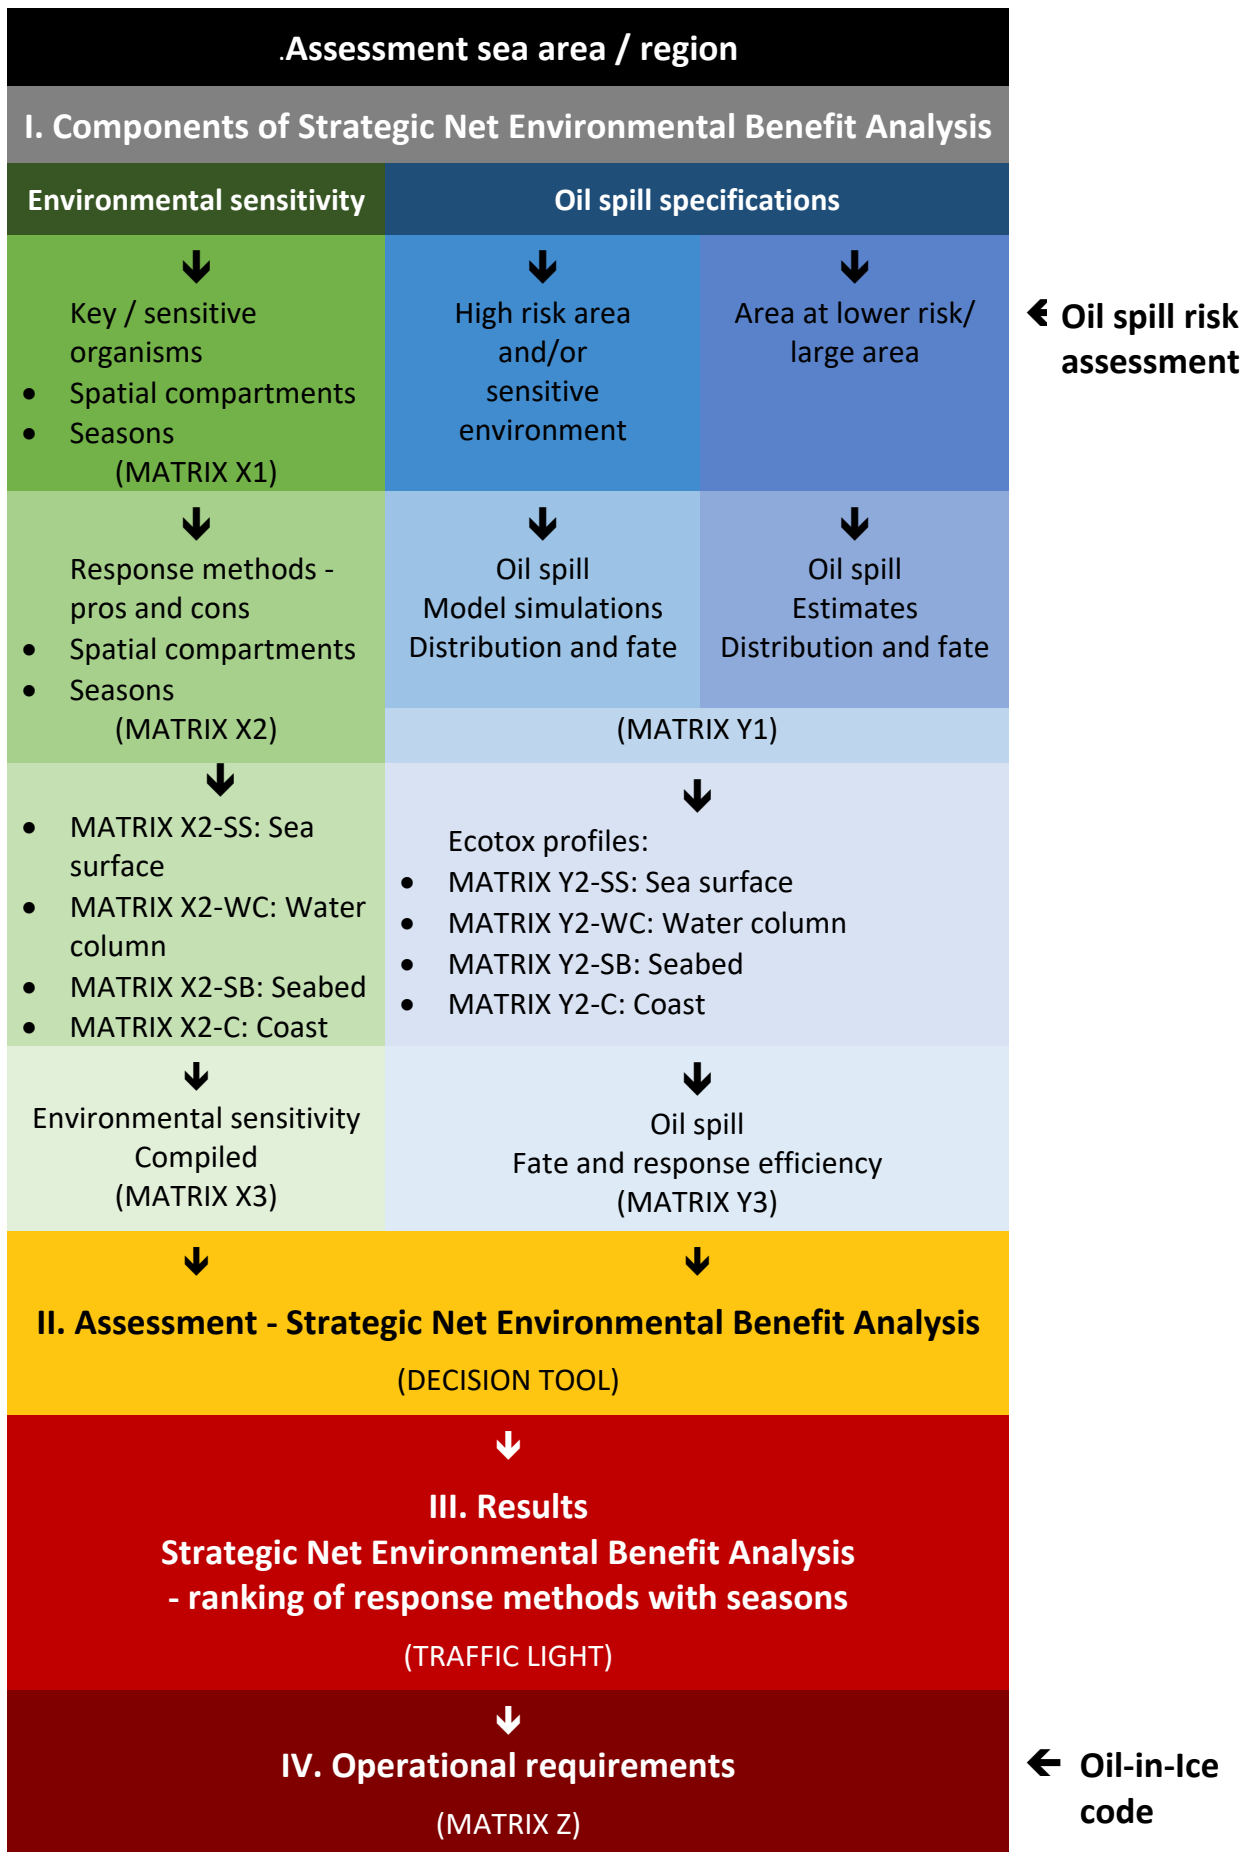 .Assessment sea area / region
I. Components of Strategic Net Environmental Benefit Analysis
Environmental sensitivity
Oil spill specifications
Key / sensitive
organisms
• Spatial compartments
• Seasons
(MATRIX X1)
High risk area
and/or
sensitive
environment
Area at lower risk/
large area
Oil spill risk
assessment
Response methods -
pros and cons
• Spatial compartments
• Seasons
(MATRIX X2)
Oil spill
Model simulations
Distribution and fate
Oil spill
Estimates
Distribution and fate
(MATRIX Y1)
• MATRIX X2-SS: Sea
surface
• MATRIX X2-WC: Water
column
• MATRIX X2-SB: Seabed
• MATRIX X2-C: Coast
Ecotox profiles:
• MATRIX Y2-SS: Sea surface
• MATRIX Y2-WC: Water column
• MATRIX Y2-SB: Seabed
• MATRIX Y2-C: Coast
Environmental sensitivity
Compiled
(MATRIX X3)
Oil spill
Fate and response efficiency
(MATRIX Y3)
II. Assessment - Strategic Net Environmental Benefit Analysis
(DECISION TOOL)
III. Results
Strategic Net Environmental Benefit Analysis
- ranking of response methods with seasons
(TRAFFIC LIGHT)
IV. Operational requirements
(MATRIX Z)
Oil-in-Ice
code